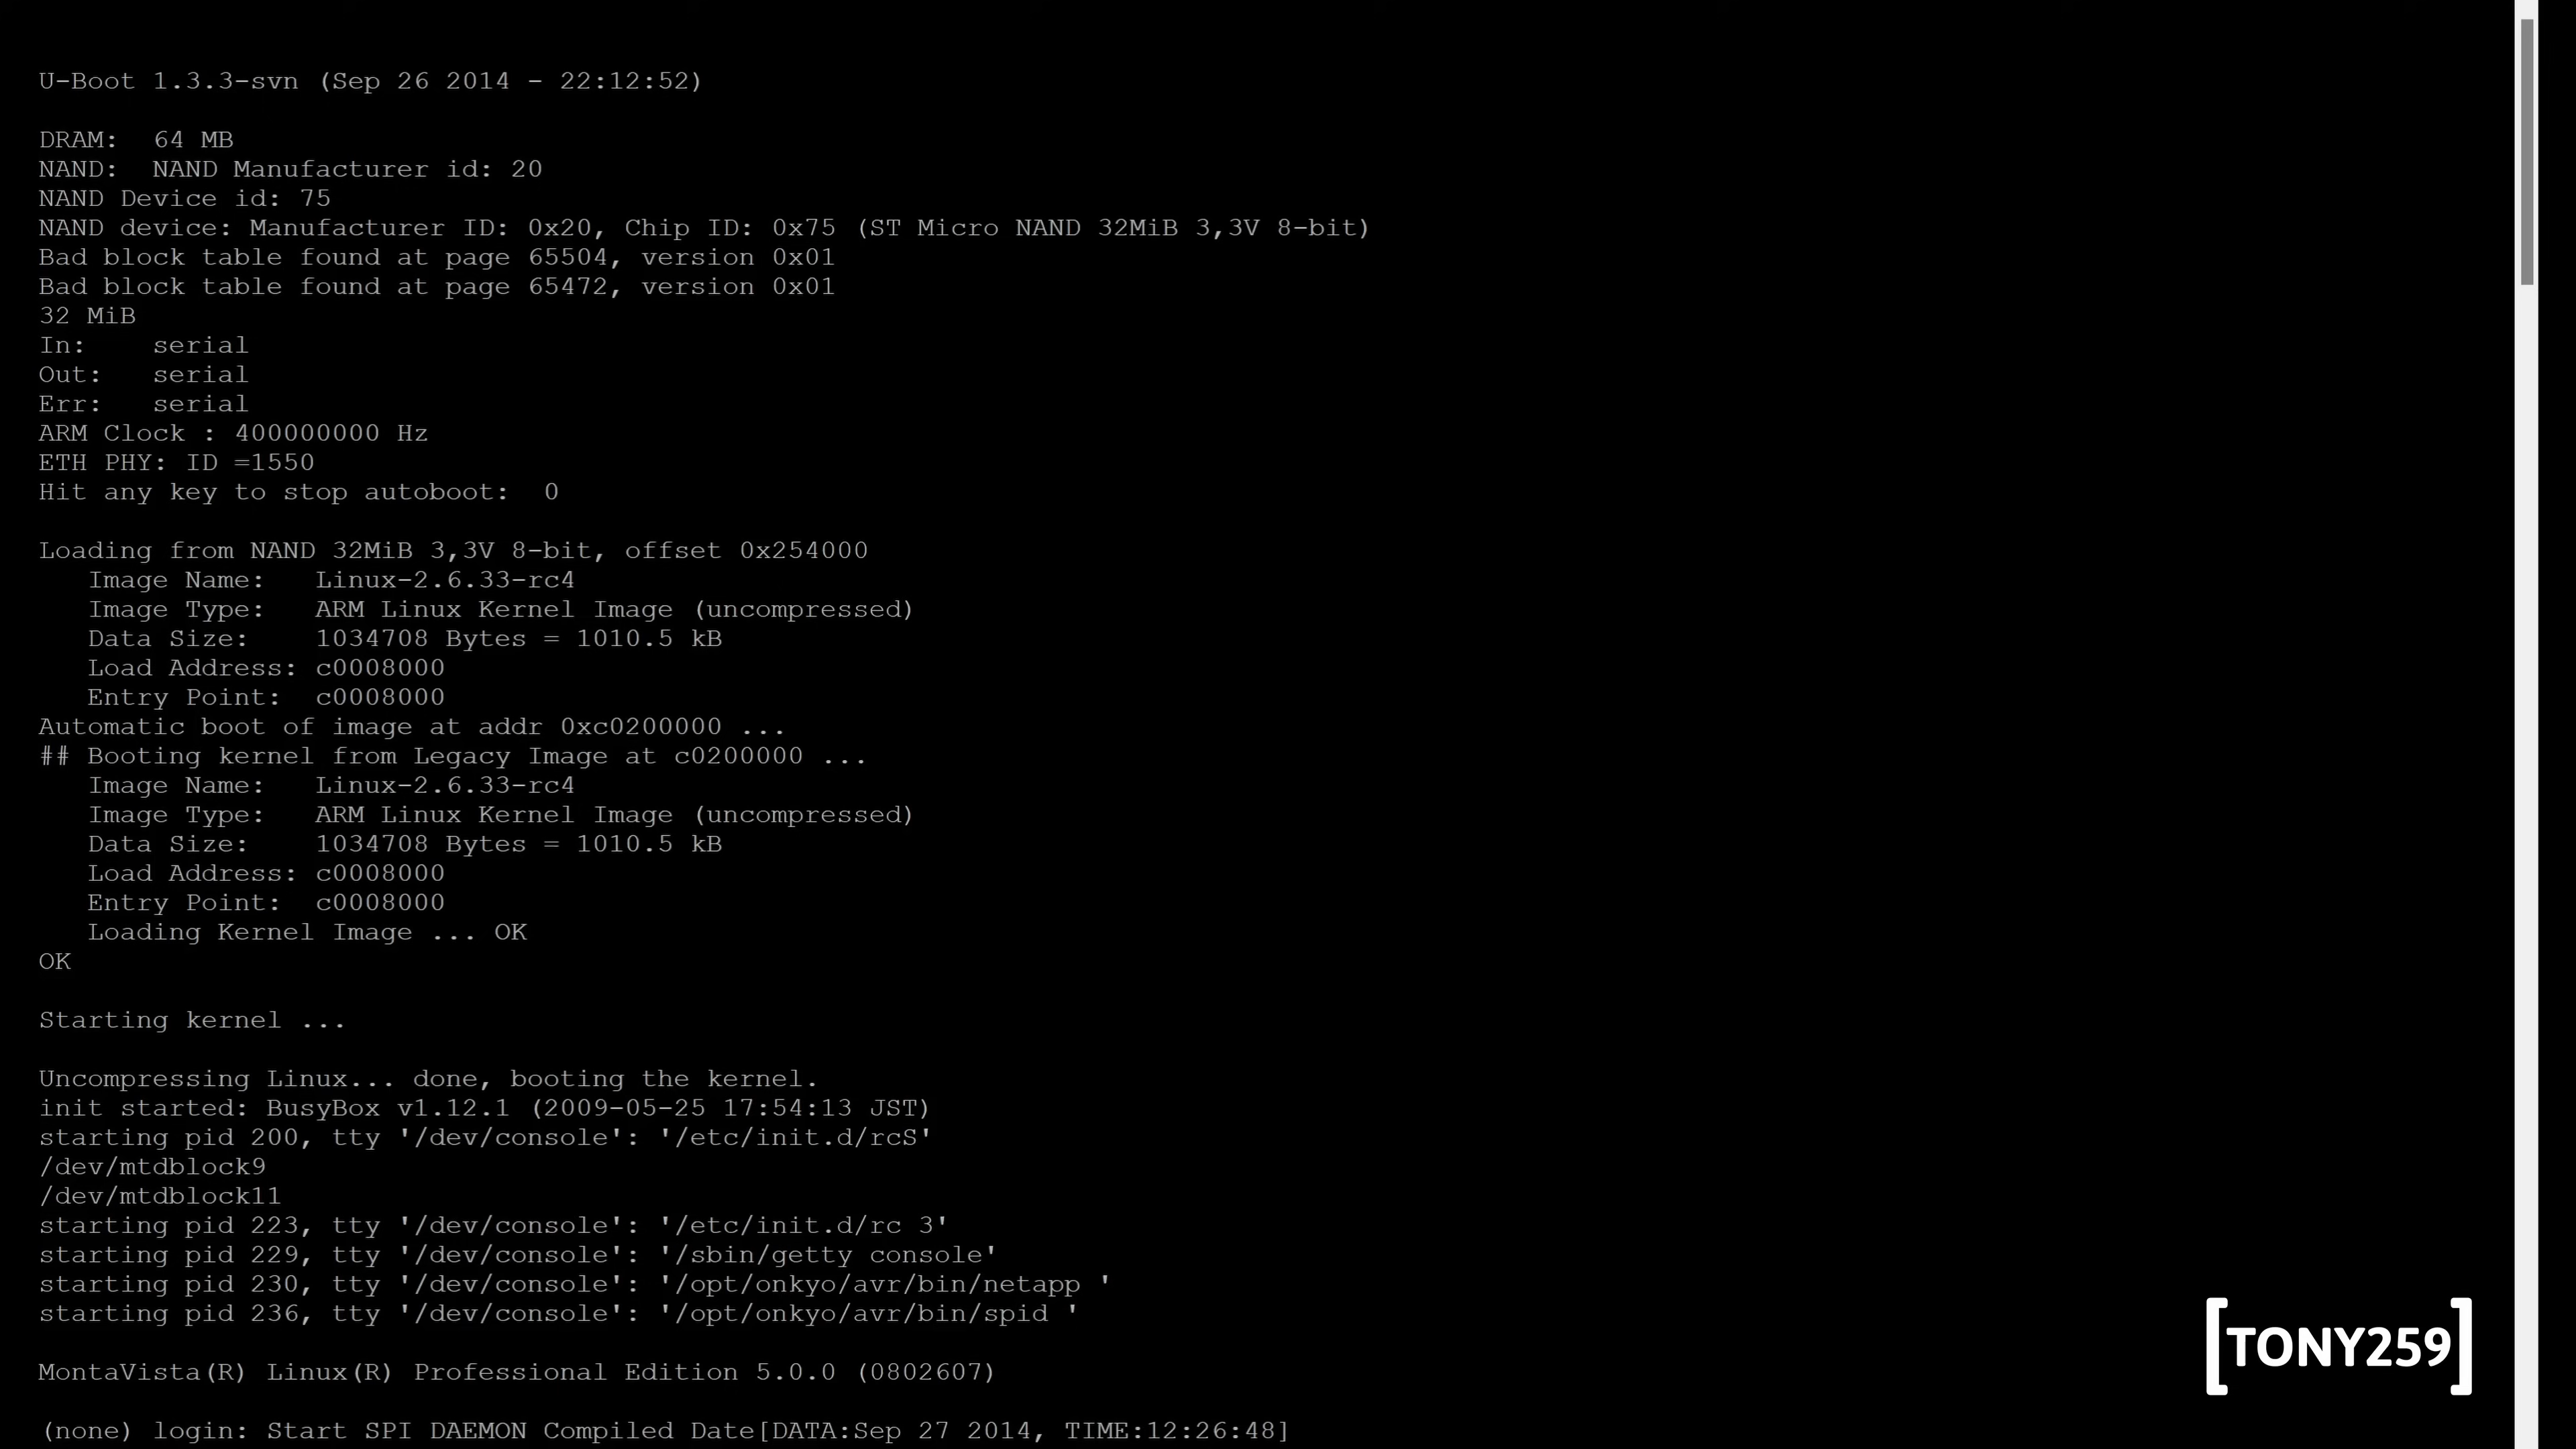 U-Boot 1.3.3-svn (Sep 26 2014 - 22:12:52)
DRAM:  64 MB
NAND:  NAND Manufacturer id: 20
NAND Device id: 75
NAND device: Manufacturer ID: 0x20, Chip ID: 0x75 (ST Micro NAND 32MiB 3,3V 8-bit)
Bad block table found at page 65504, version 0x01
Bad block table found at page 65472, version 0x01
32 MiB
In:    serial
Out:   serial
Err:   serial
ARM Clock : 400000000 Hz
ETH PHY: ID =1550
Hit any key to stop autoboot:  0
Loading from NAND 32MiB 3,3V 8-bit, offset 0x254000
   Image Name:   Linux-2.6.33-rc4
   Image Type:   ARM Linux Kernel Image (uncompressed)
   Data Size:    1034708 Bytes = 1010.5 kB
   Load Address: c0008000
   Entry Point:  c0008000
Automatic boot of image at addr 0xc0200000 ...
## Booting kernel from Legacy Image at c0200000 ...
   Image Name:   Linux-2.6.33-rc4
   Image Type:   ARM Linux Kernel Image (uncompressed)
   Data Size:    1034708 Bytes = 1010.5 kB
   Load Address: c0008000
   Entry Point:  c0008000
   Loading Kernel Image ... OK
OK
Starting kernel ...
Uncompressing Linux... done, booting the kernel.
init started: BusyBox v1.12.1 (2009-05-25 17:54:13 JST)
starting pid 200, tty '/dev/console': '/etc/init.d/rcS'
/dev/mtdblock9
/dev/mtdblock11
starting pid 223, tty '/dev/console': '/etc/init.d/rc 3'
starting pid 229, tty '/dev/console': '/sbin/getty console'
starting pid 230, tty '/dev/console': '/opt/onkyo/avr/bin/netapp '
starting pid 236, tty '/dev/console': '/opt/onkyo/avr/bin/spid '
MontaVista(R) Linux(R) Professional Edition 5.0.0 (0802607)
(none) login: Start SPI DAEMON Compiled Date[DATA:Sep 27 2014, TIME:12:26:48]
[TONY259]